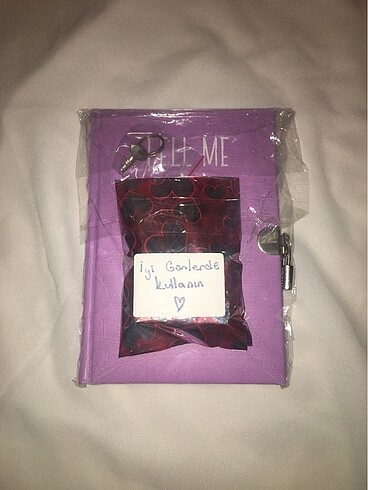 TELL ME
İyi Günlerde
kullanın